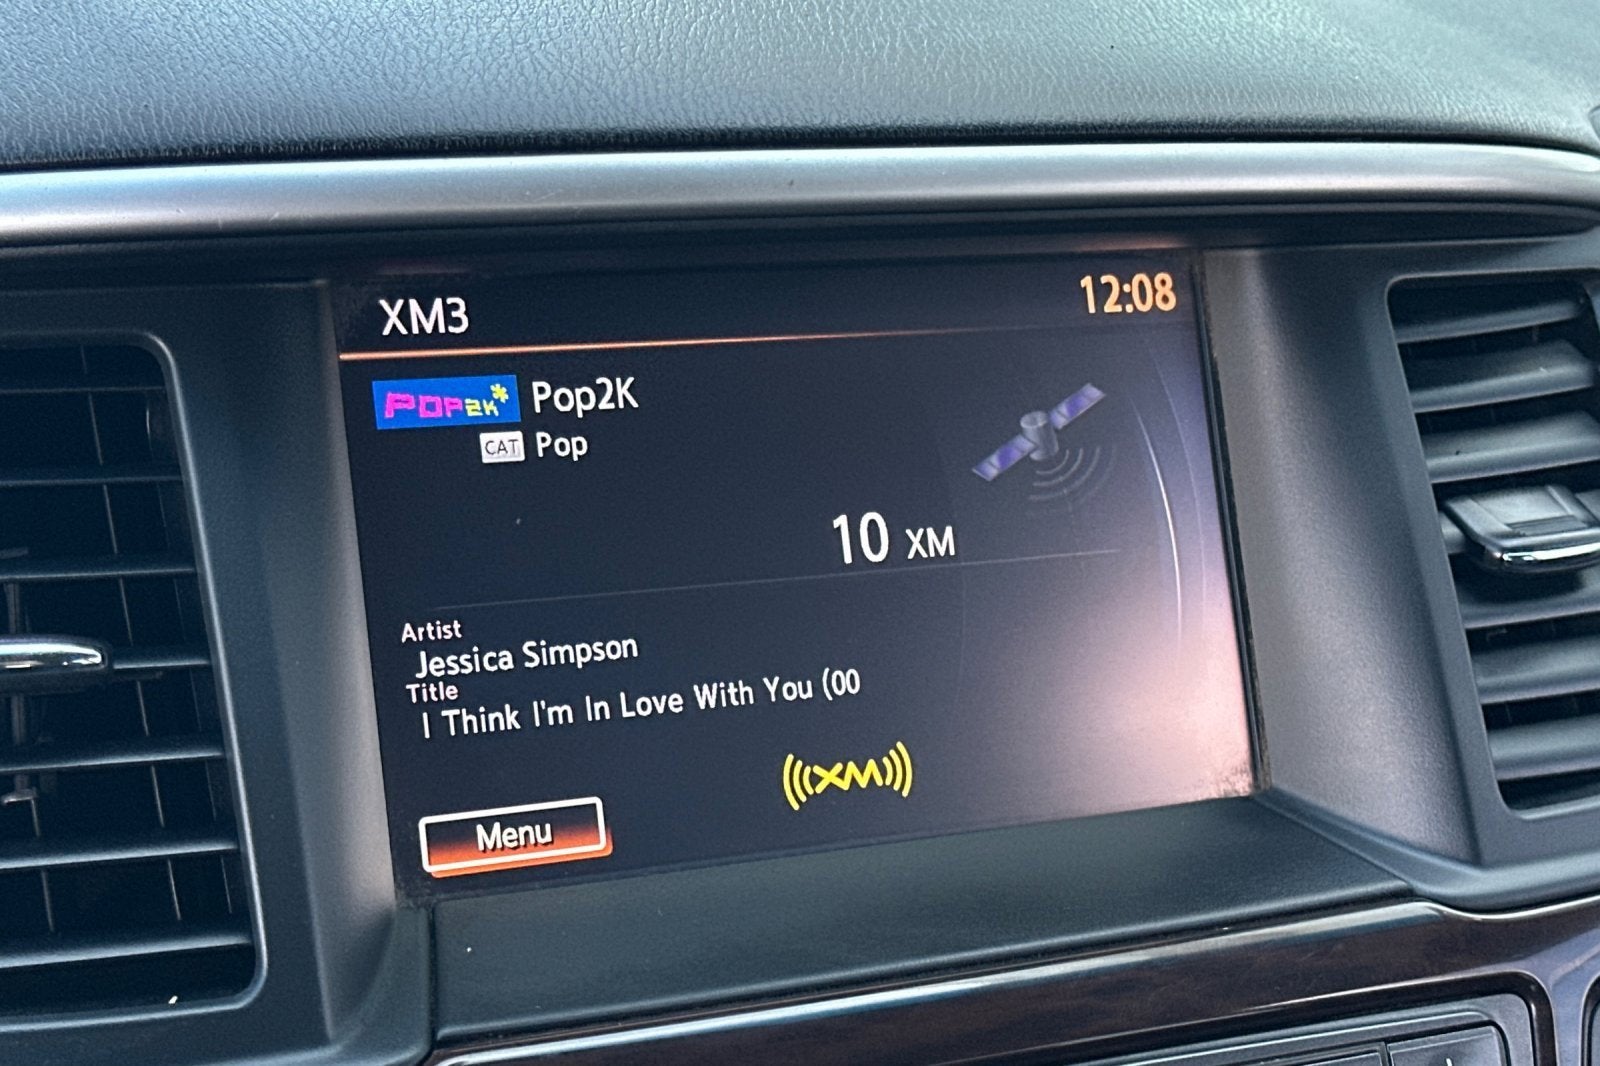 XM3
12:08
POP2K*
Pop2K
CAT Pop
10 XM
Artist
Jessica Simpson
Title
I Think I'm In Love With You (00
(((XM)))
Menu